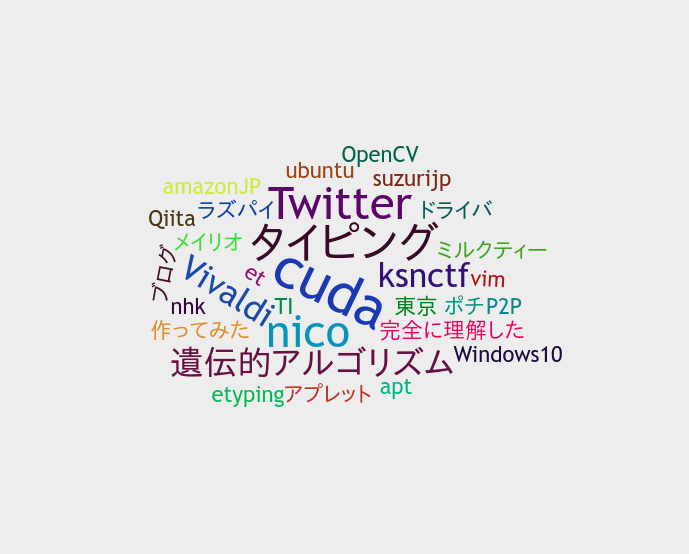 OpenCV
ubuntu
suzurijp
amazonJP
Twitter
Qiita
ラズパイ
ドライバ
メイリオ
タイピング
ミルクティー
ブログ
Vivaldi
et
cuda
ksnctf
vim
nhk
TI
東京
ポチ
P2P
作ってみた
nico
完全に理解した
遺伝的アルゴリズム
Windows10
etyping
アプレット
apt